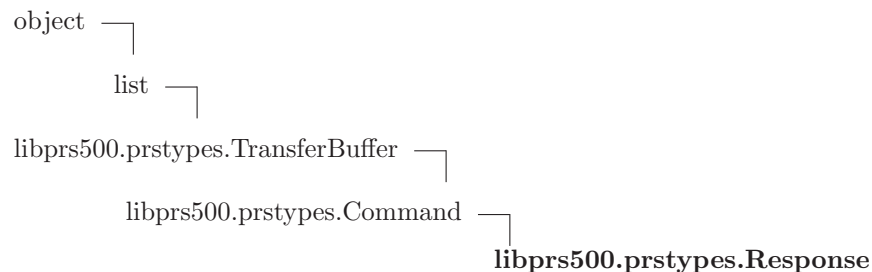 object
list
libprs500.prstypes.TransferBuffer
libprs500.prstypes.Command
libprs500.prstypes.Response